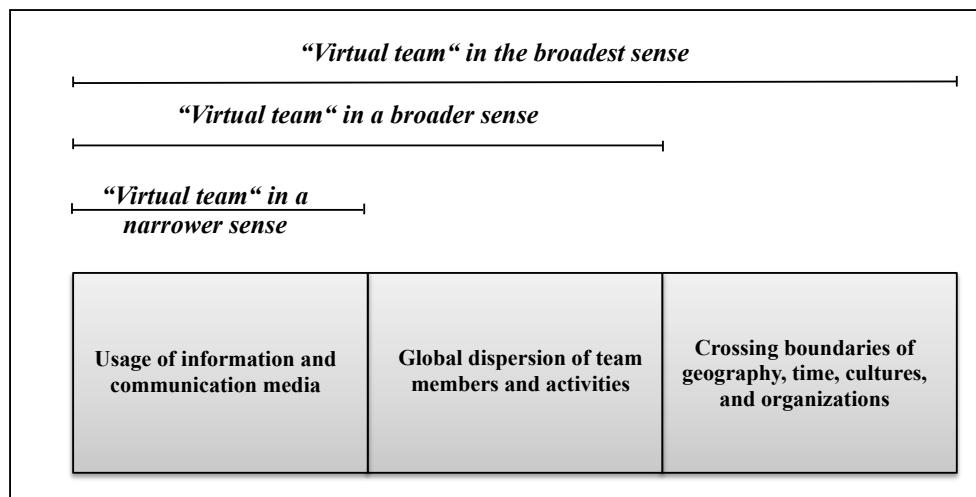 “Virtual team“ in the broadest sense
“Virtual team“ in a broader sense
“Virtual team“ in a
narrower sense
Usage of information and
communication media
Global dispersion of team
members and activities
Crossing boundaries of
geography, time, cultures,
and organizations